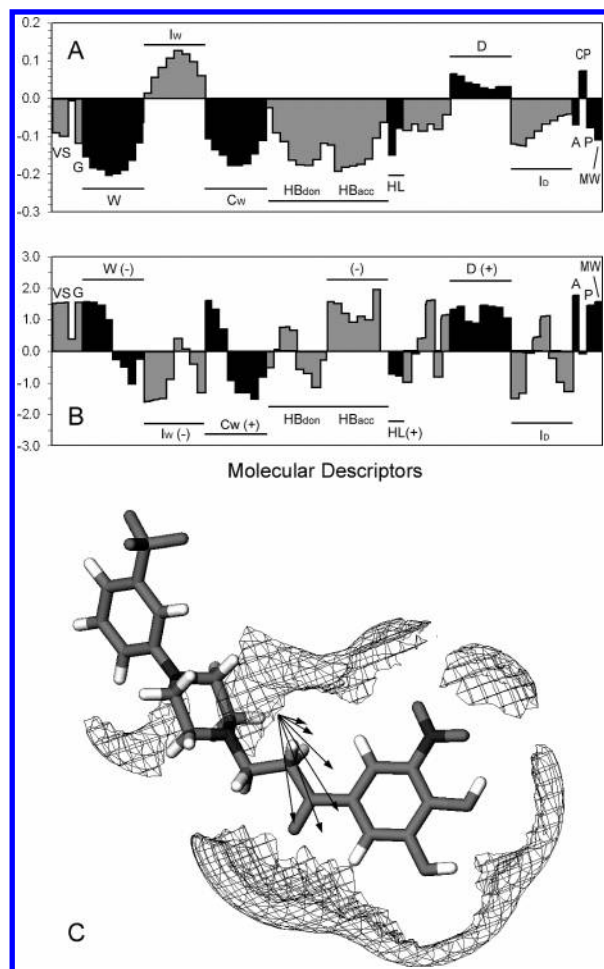 0.2
A
Iw
D
CP
0.1
0.0
-0.1
VS
G
A
P
MW
-0.2
W
Cw
HBdon
HBacc
HL
ID
-0.3
3.0
W (-)
(-)
D (+)
MW
VS
G
A
P
2.0
1.0
0.0
-1.0
-2.0
B
Iw (-)
Cw (+)
HBdon
HBacc
HL(+)
ID
-3.0
Molecular Descriptors
C